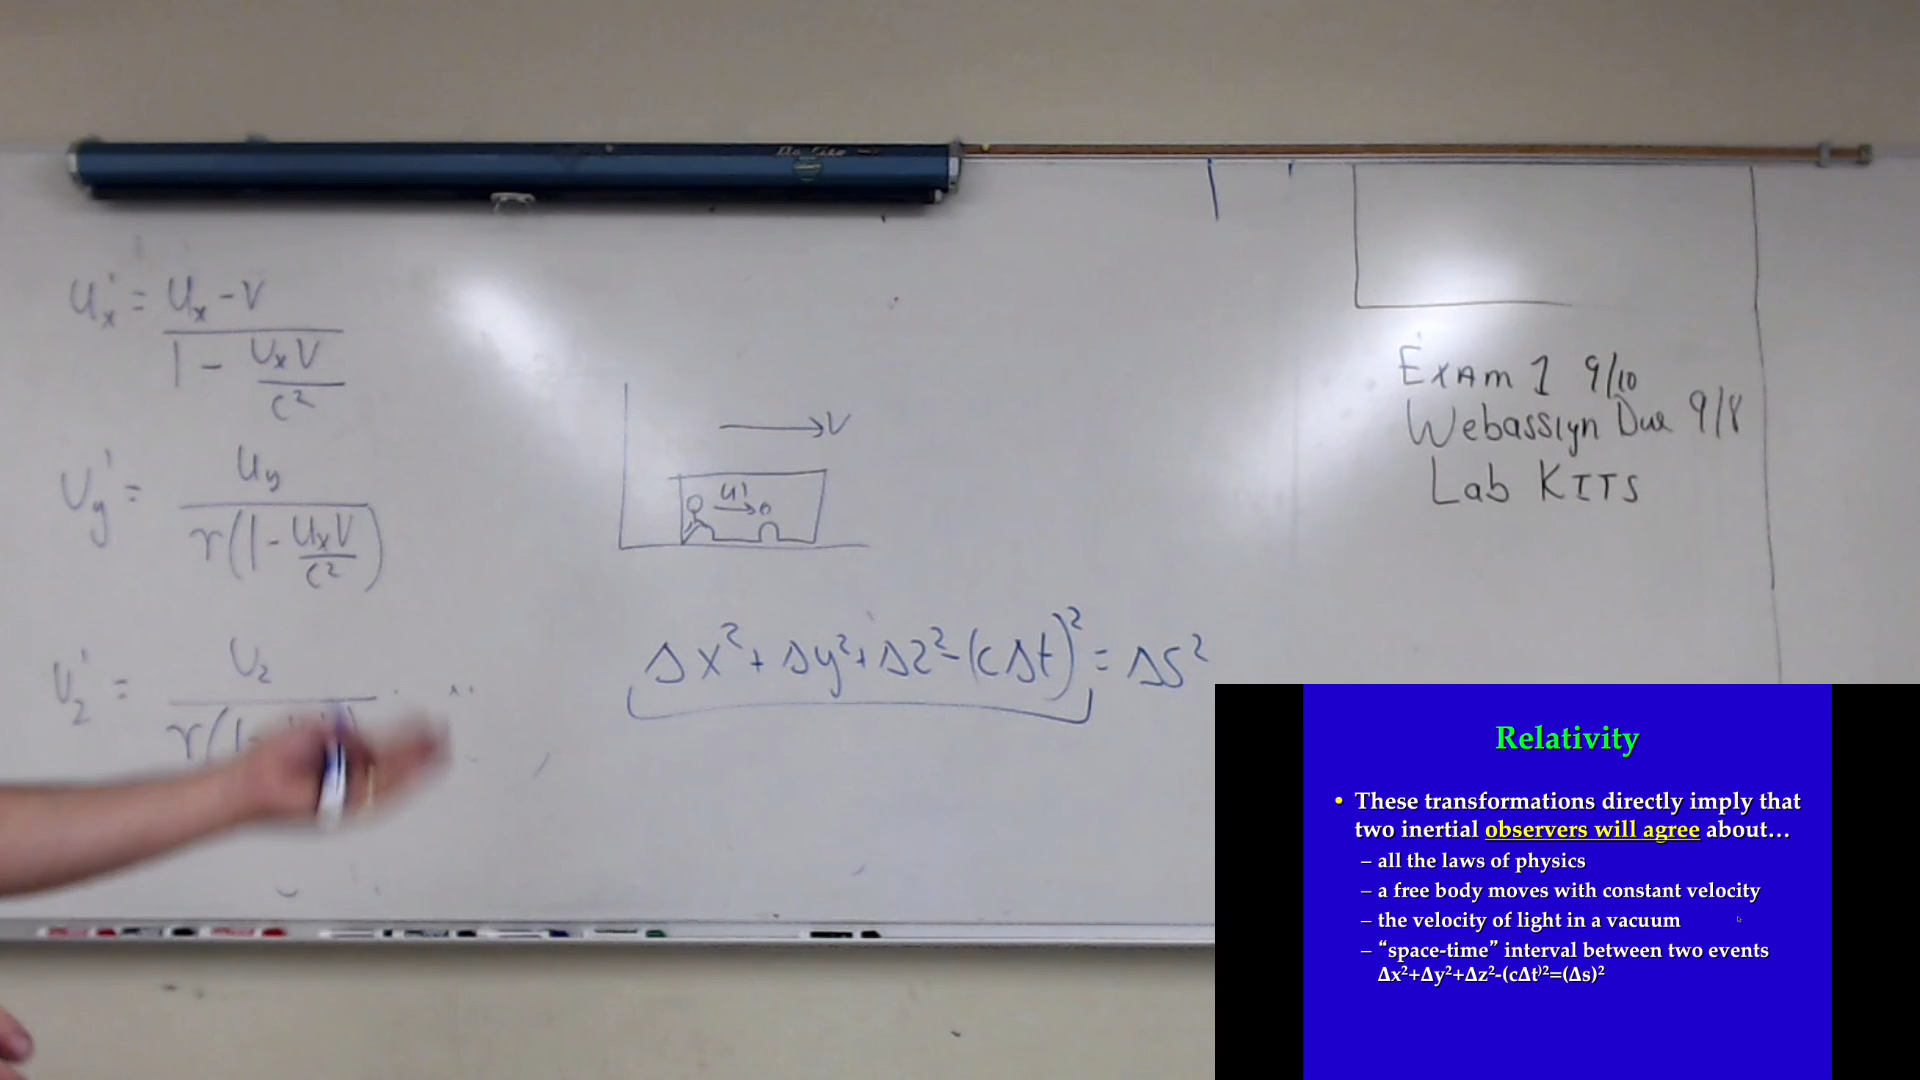 Da-Lite
u'x = ux - V
1 - UxV
c²
U'y = uy
γ(1 - UxV
c²)
U'z = Uz
γ(1 -
V
u'
Δx² + Δy² + Δz² - (cΔt)² = Δs²
Exam 1 9/10
Webassign Due 9/8
Lab KITS
Relativity
• These transformations directly imply that
two inertial observers will agree about…
– all the laws of physics
– a free body moves with constant velocity
– the velocity of light in a vacuum
– “space-time” interval between two events
Δx²+Δy²+Δz²-(cΔt)²=(Δs)²